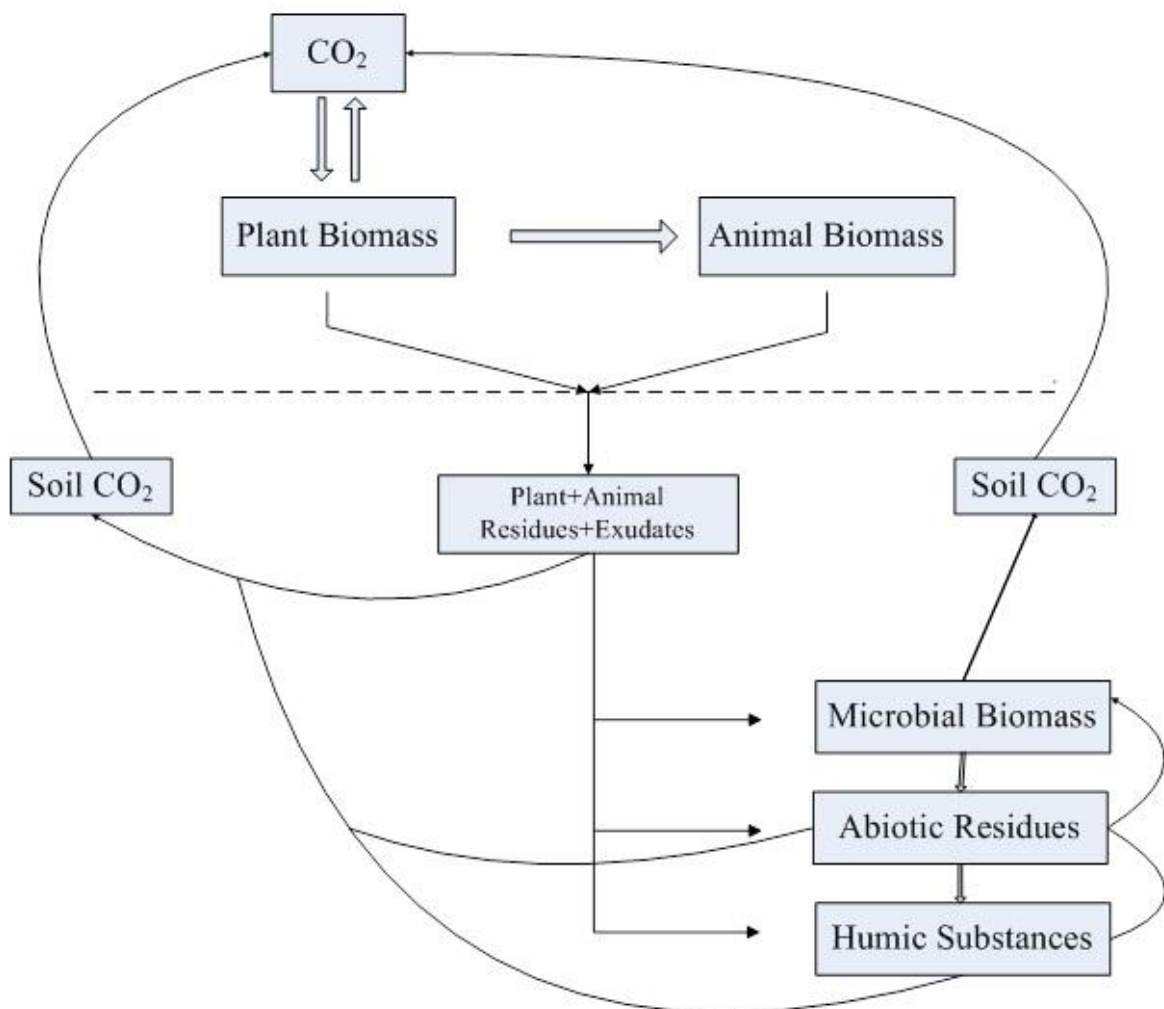 CO₂
Plant Biomass
Animal Biomass
Soil CO₂
Plant+Animal
Residues+Exudates
Soil CO₂
Microbial Biomass
Abiotic Residues
Humic Substances